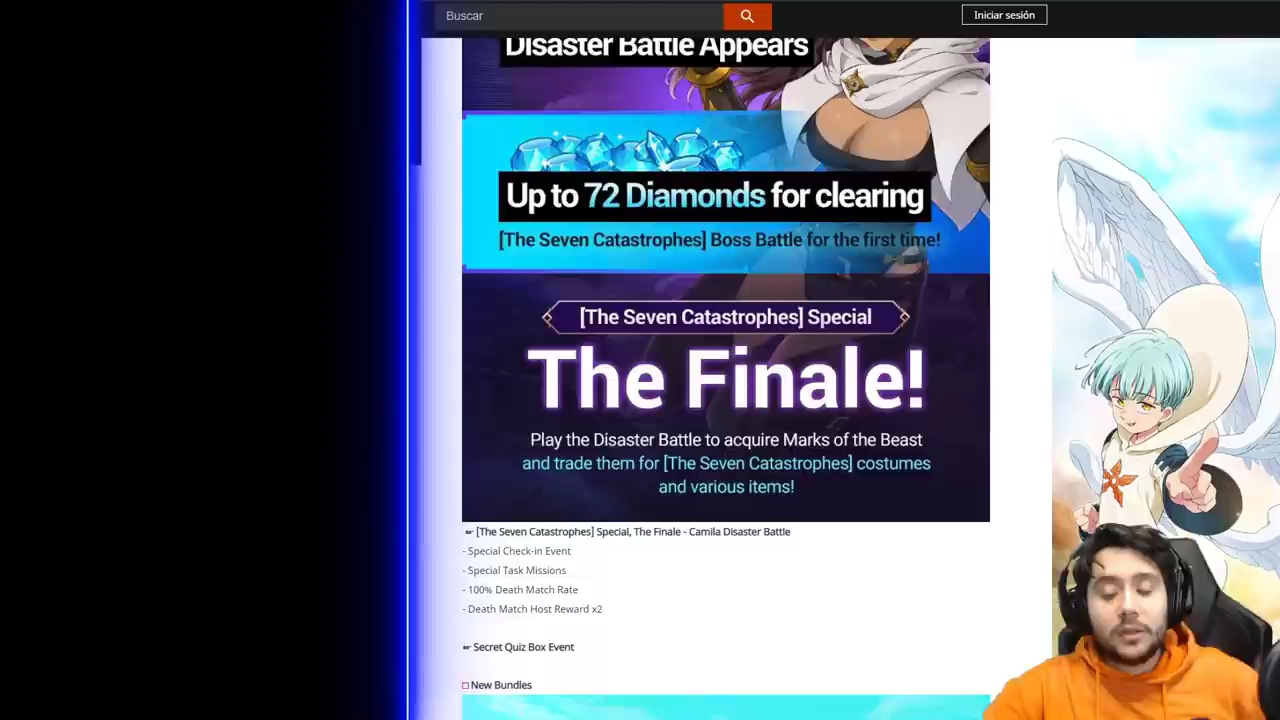 Buscar
Iniciar sesión
Disaster Battle Appears
Up to 72 Diamonds for clearing
[The Seven Catastrophes] Boss Battle for the first time!
[The Seven Catastrophes] Special
The Finale!
Play the Disaster Battle to acquire Marks of the Beast
and trade them for [The Seven Catastrophes] costumes
and various items!
☛ [The Seven Catastrophes] Special, The Finale - Camila Disaster Battle
- Special Check-in Event
- Special Task Missions
- 100% Death Match Rate
- Death Match Host Reward x2
☛ Secret Quiz Box Event
□ New Bundles